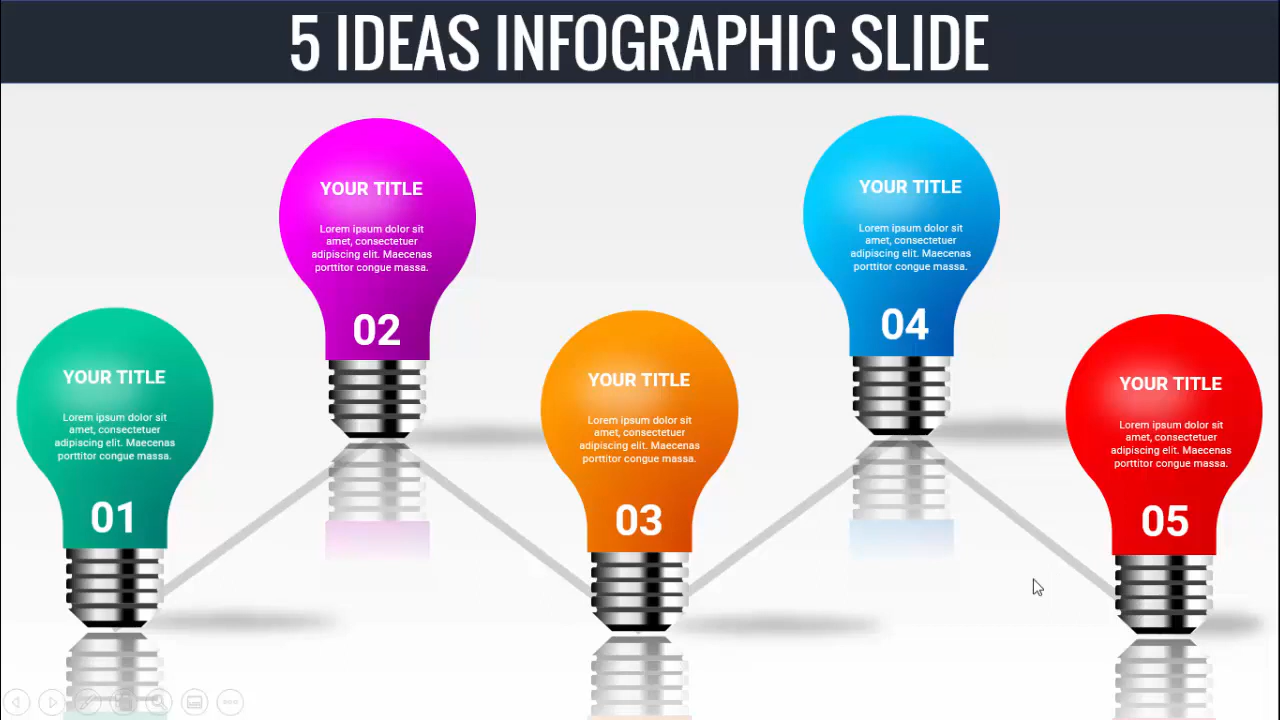 5 IDEAS INFOGRAPHIC SLIDE
YOUR TITLE
Lorem ipsum dolor sit
amet, consectetuer
adipiscing elit. Maecenas
porttitor congue massa.
01
YOUR TITLE
Lorem ipsum dolor sit
amet, consectetuer
adipiscing elit. Maecenas
porttitor congue massa.
02
YOUR TITLE
Lorem ipsum dolor sit
amet, consectetuer
adipiscing elit. Maecenas
porttitor congue massa.
03
YOUR TITLE
Lorem ipsum dolor sit
amet, consectetuer
adipiscing elit. Maecenas
porttitor congue massa.
04
YOUR TITLE
Lorem ipsum dolor sit
amet, consectetuer
adipiscing elit. Maecenas
porttitor congue massa.
05